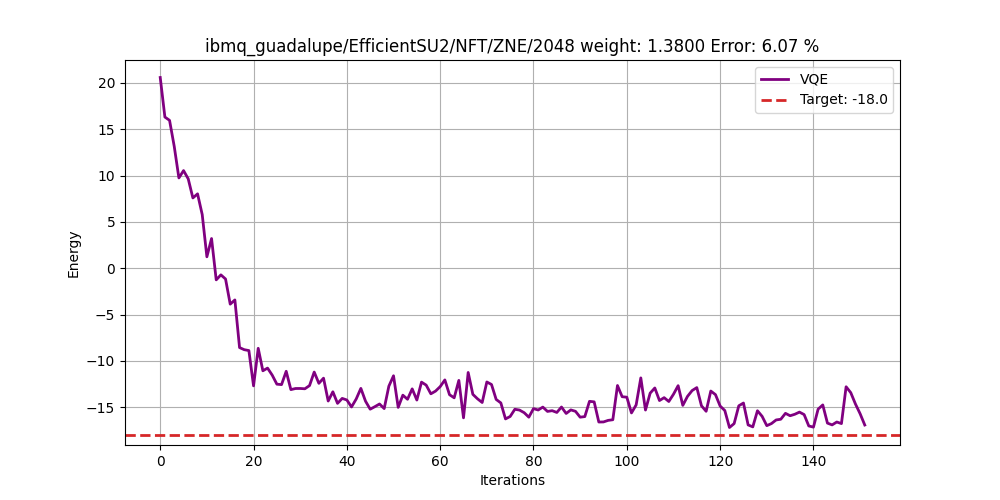 ibmq_guadalupe/EfficientSU2/NFT/ZNE/2048 weight: 1.3800 Error: 6.07 %
VQE
Target: -18.0
Energy
20
15
10
5
0
−5
−10
−15
0 20 40 60 80 100 120 140
Iterations